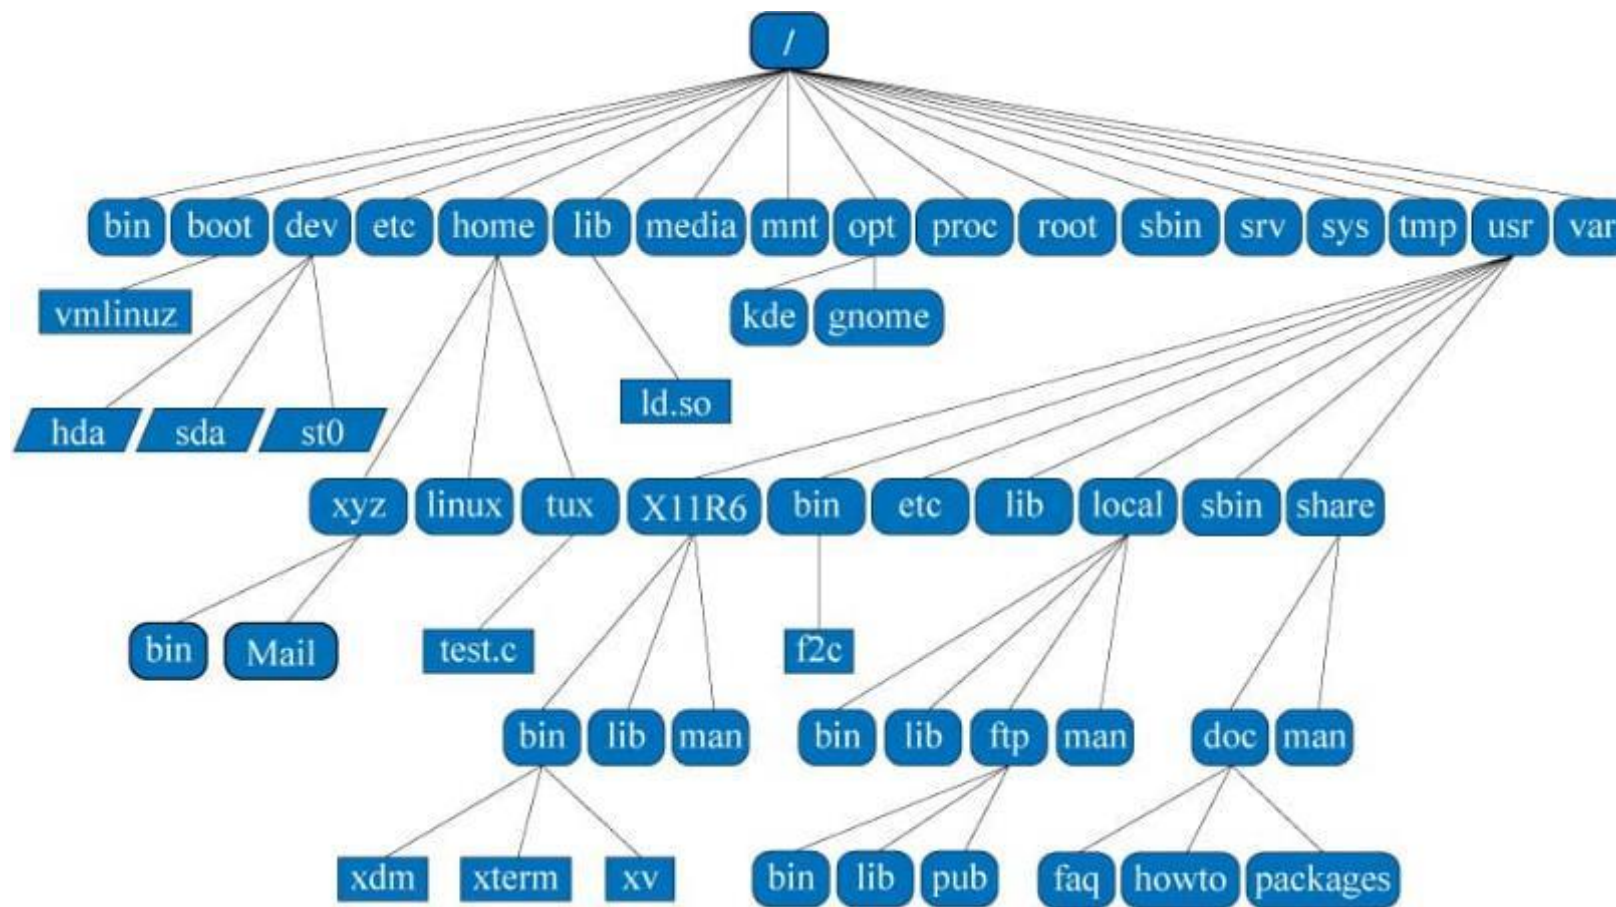 /
bin boot dev etc home lib media mnt opt proc root sbin srv sys tmp usr var
vmlinuz kde gnome
ld.so
hda sda st0
xyz linux tux X11R6 bin etc lib local sbin share
bin Mail test.c f2c
bin lib man bin lib ftp man doc man
xdm xterm xv bin lib pub faq howto packages